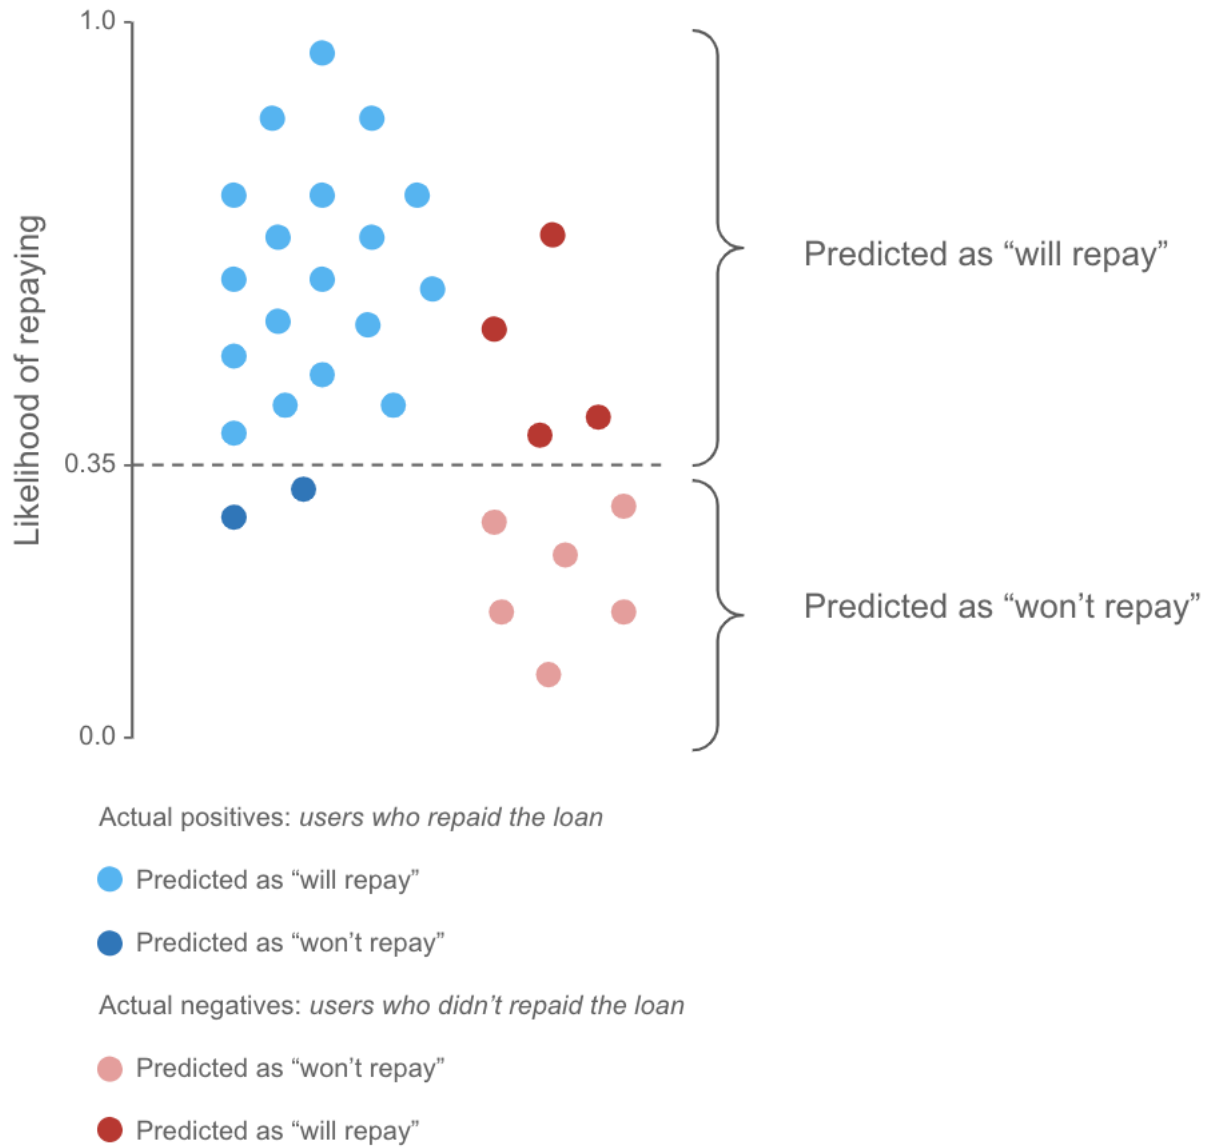 1.0
Likelihood of repaying
Predicted as “will repay”
0.35
Predicted as “won’t repay”
0.0
Actual positives: users who repaid the loan
Predicted as “will repay”
Predicted as “won’t repay”
Actual negatives: users who didn’t repaid the loan
Predicted as “won’t repay”
Predicted as “will repay”